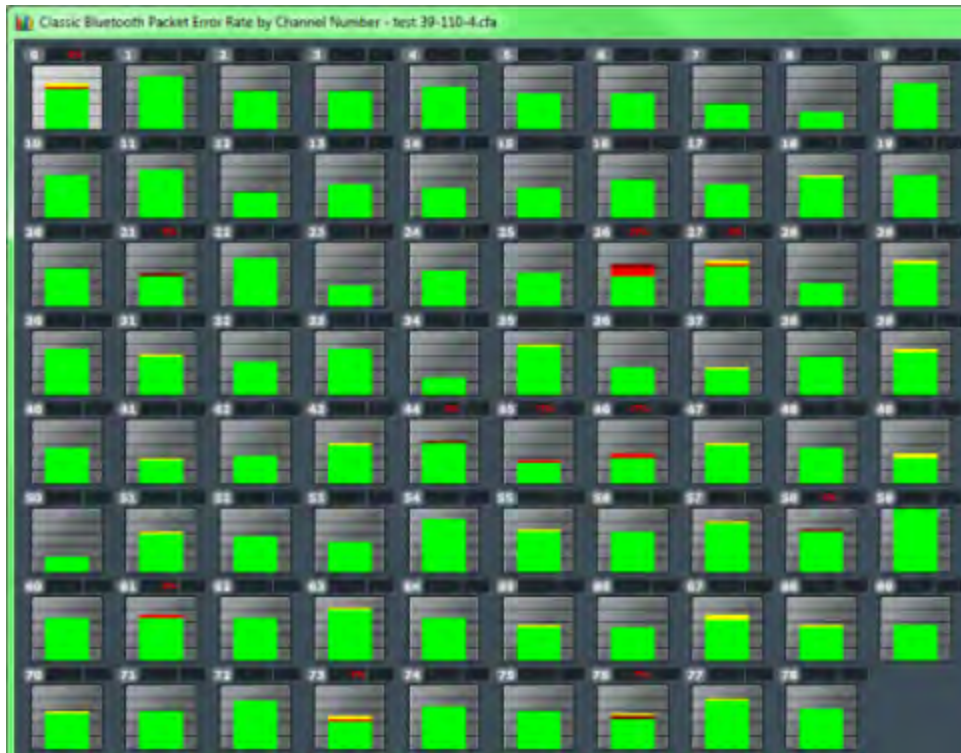 Classic Bluetooth Packet Error Rate by Channel Number - test 39-110-4.cfa
0 1 2 3 4 5 6 7 8 9
10 11 12 13 14 15 16 17 18 19
20 21 22 23 24 25 26 27 28 29
30 31 32 33 34 35 36 37 38 39
40 41 42 43 44 45 46 47 48 49
50 51 52 53 54 55 56 57 58 59
60 61 62 63 64 65 66 67 68 69
70 71 72 73 74 75 76 77 78